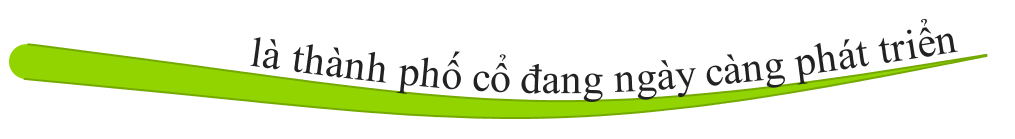 là thành phố cổ đang ngày càng phát triển